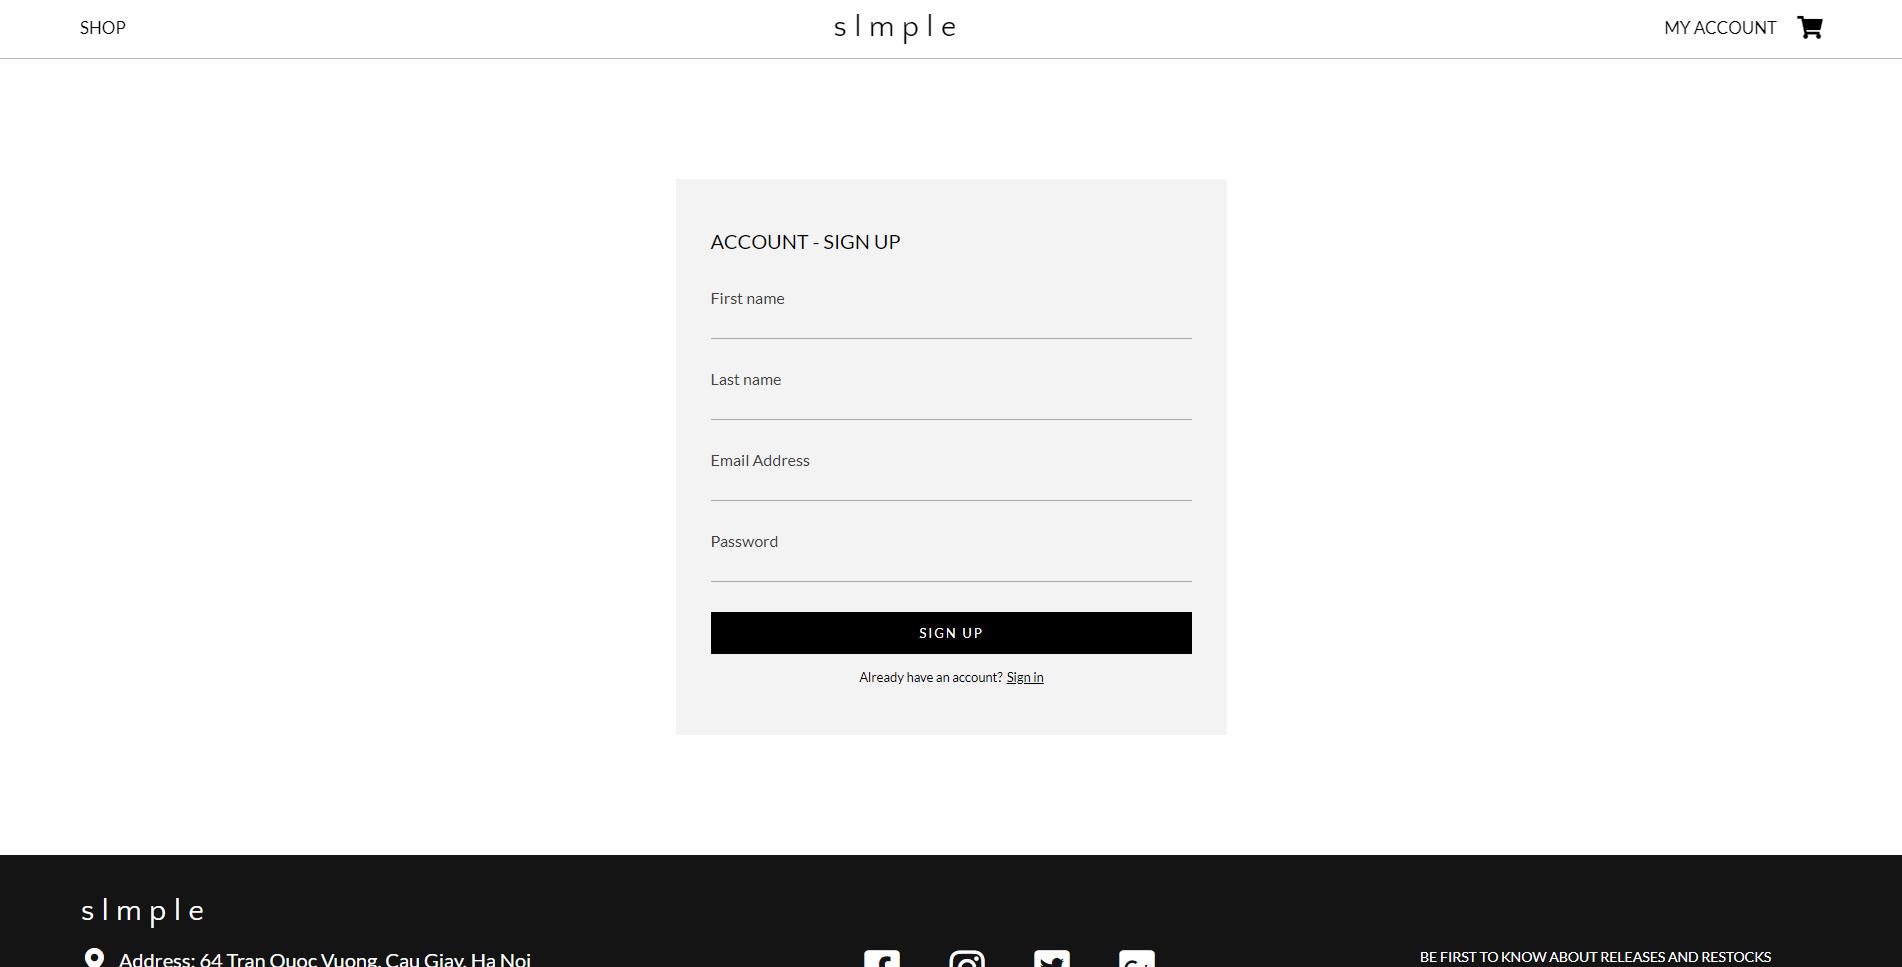 SHOP
slmple
MY ACCOUNT
ACCOUNT - SIGN UP
First name
Last name
Email Address
Password
SIGN UP
Already have an account? Sign in
slmple
Address: 64 Tran Quoc Vuong, Cau Giay, Ha Noi
BE FIRST TO KNOW ABOUT RELEASES AND RESTOCKS